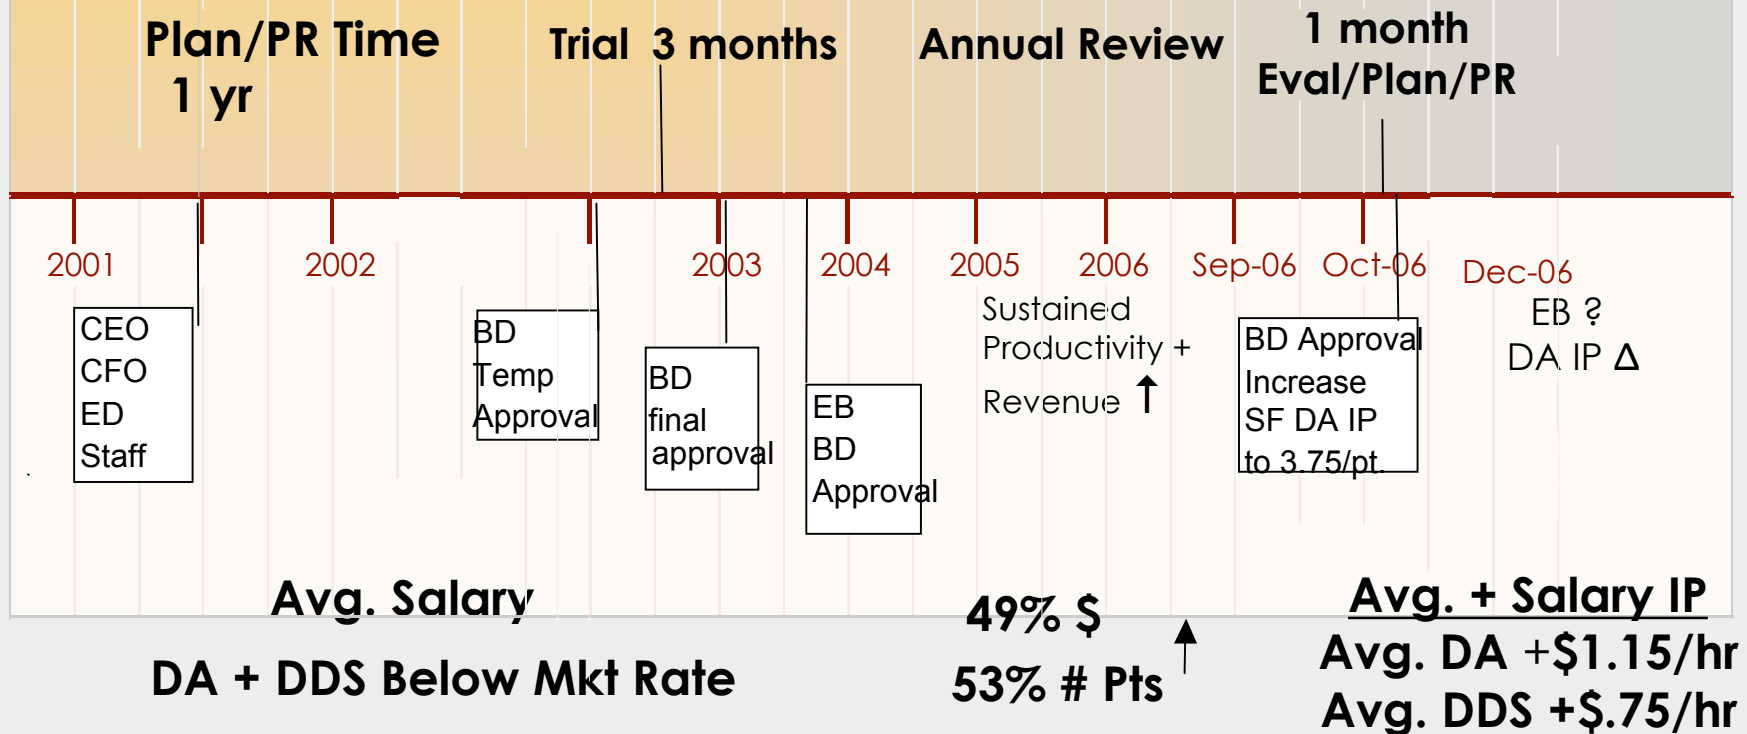 Plan/PR Time
1 yr
Trial 3 months
Annual Review
1 month
Eval/Plan/PR
2001
2002
2003
2004
2005
2006
Sep-06
Oct-06
Dec-06
CEO
CFO
ED
Staff
BD
Temp
Approval
BD
final
approval
EB
BD
Approval
Sustained
Productivity +
Revenue ↑
BD Approval
Increase
SF DA IP
to 3.75/pt.
EB ?
DA IP Δ
Avg. Salary
DA + DDS Below Mkt Rate
49% $
53% # Pts
Avg. + Salary IP
Avg. DA +$1.15/hr
Avg. DDS +$.75/hr